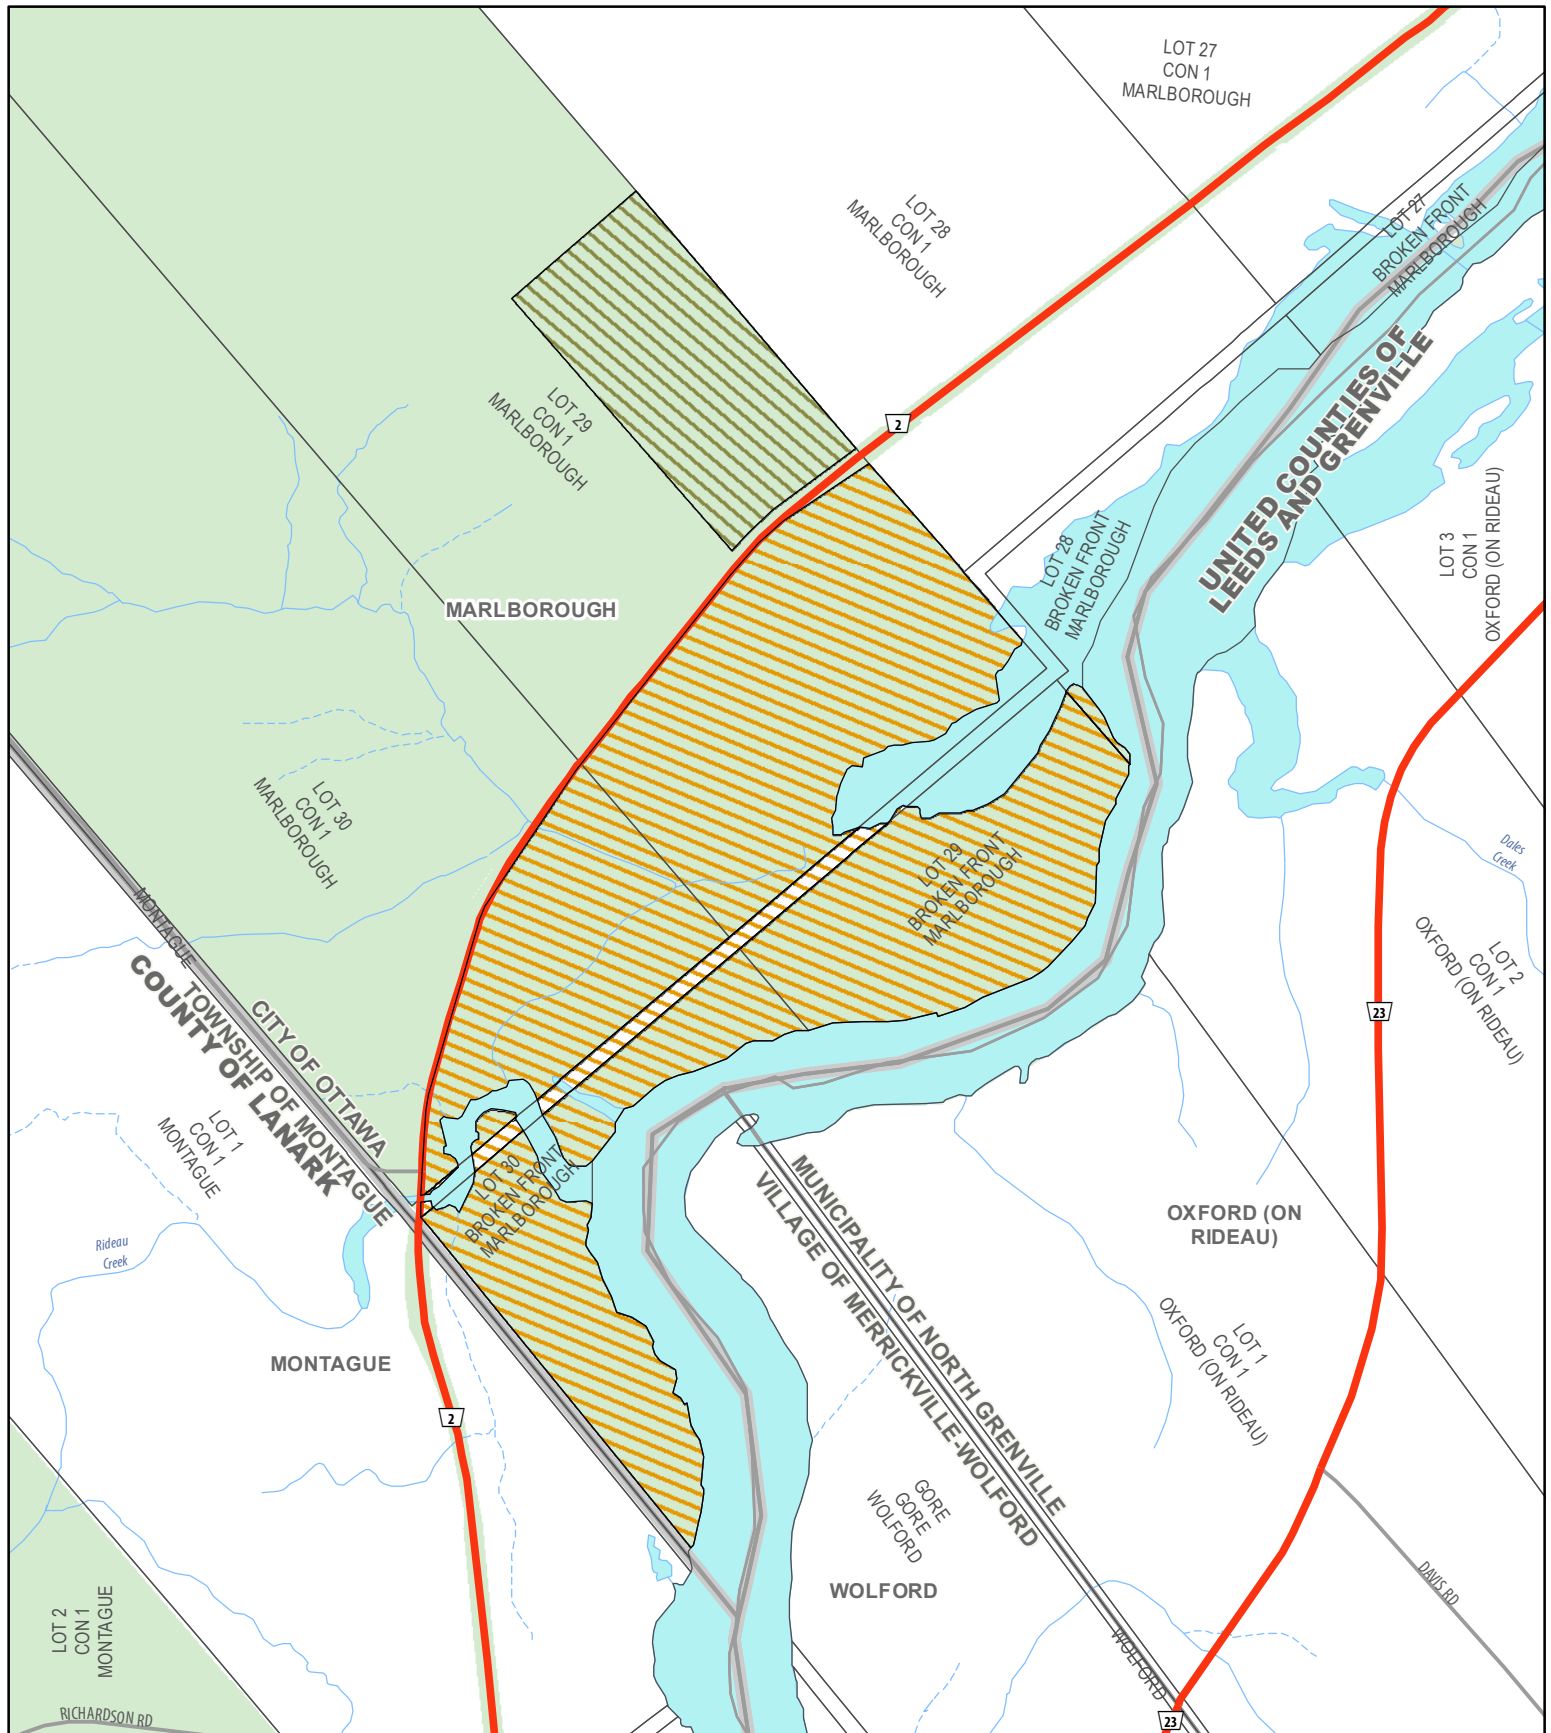 LOT 27
CON 1
MARLBOROUGH
LOT 28
CON 1
MARLBOROUGH
LOT 27
BROKEN FRONT
MARLBOROUGH
UNITED COUNTIES OF
LEEDS AND GRENVILLE
LOT 29
CON 1
MARLBOROUGH
2
LOT 28
BROKEN FRONT
MARLBOROUGH
LOT 3
CON 1
OXFORD (ON RIDEAU)
MARLBOROUGH
LOT 30
CON 1
MARLBOROUGH
LOT 29
BROKEN FRONT
MARLBOROUGH
Dales
Creek
MONTAGUE
CITY OF OTTAWA
TOWNSHIP OF MONTAGUE
COUNTY OF LANARK
LOT 2
CON 1
OXFORD (ON RIDEAU)
23
LOT 1
CON 1
MONTAGUE
LOT 30
BROKEN FRONT
MARLBOROUGH
Rideau
Creek
MUNICIPALITY OF NORTH GRENVILLE
VILLAGE OF MERRICKVILLE-WOLFORD
OXFORD (ON
RIDEAU)
MONTAGUE
LOT 1
CON 1
OXFORD (ON RIDEAU)
2
GORE
GORE
WOLFORD
WOLFORD
DAVIS RD
LOT 2
CON 1
MONTAGUE
WOLFORD
RICHARDSON RD
23